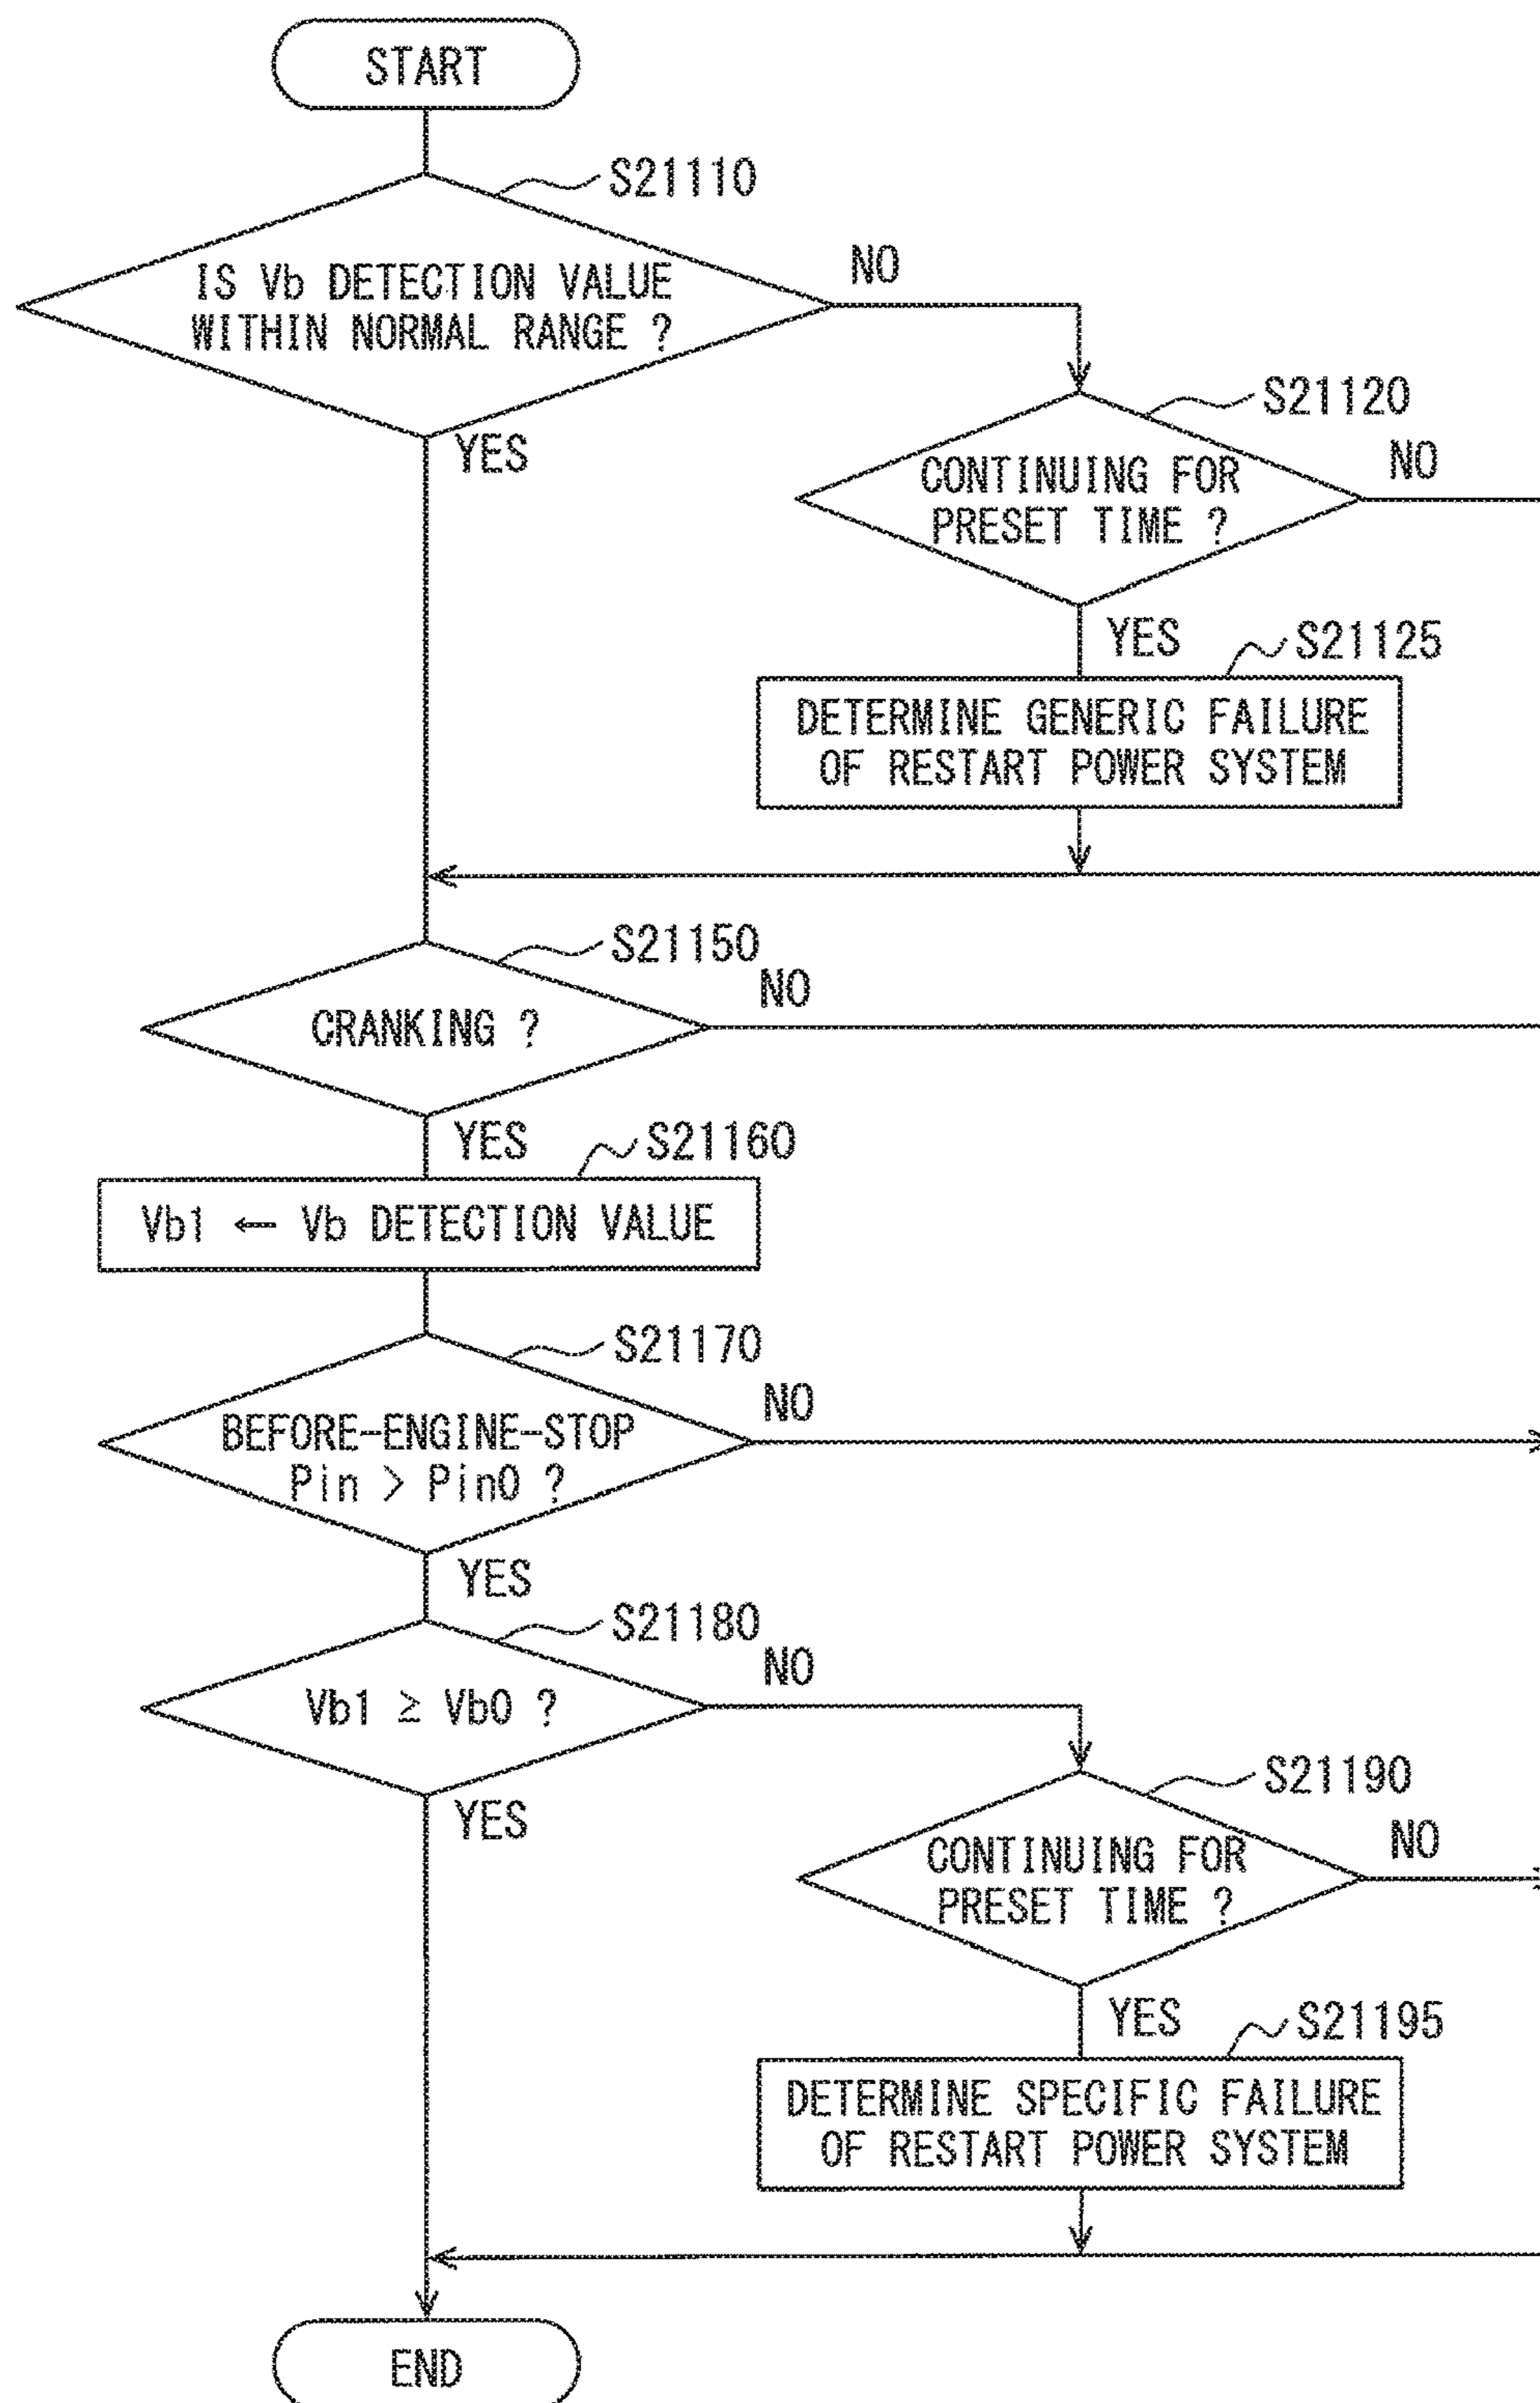 START
S21110
IS Vb DETECTION VALUE
WITHIN NORMAL RANGE ?
NO
YES
S21120
CONTINUING FOR
PRESET TIME ?
NO
YES
S21125
DETERMINE GENERIC FAILURE
OF RESTART POWER SYSTEM
S21150
CRANKING ?
NO
YES
S21160
Vb1 ← Vb DETECTION VALUE
S21170
BEFORE-ENGINE-STOP
Pin > Pin0 ?
NO
YES
S21180
Vb1 ≥ Vb0 ?
NO
YES
S21190
CONTINUING FOR
PRESET TIME ?
NO
YES
S21195
DETERMINE SPECIFIC FAILURE
OF RESTART POWER SYSTEM
END